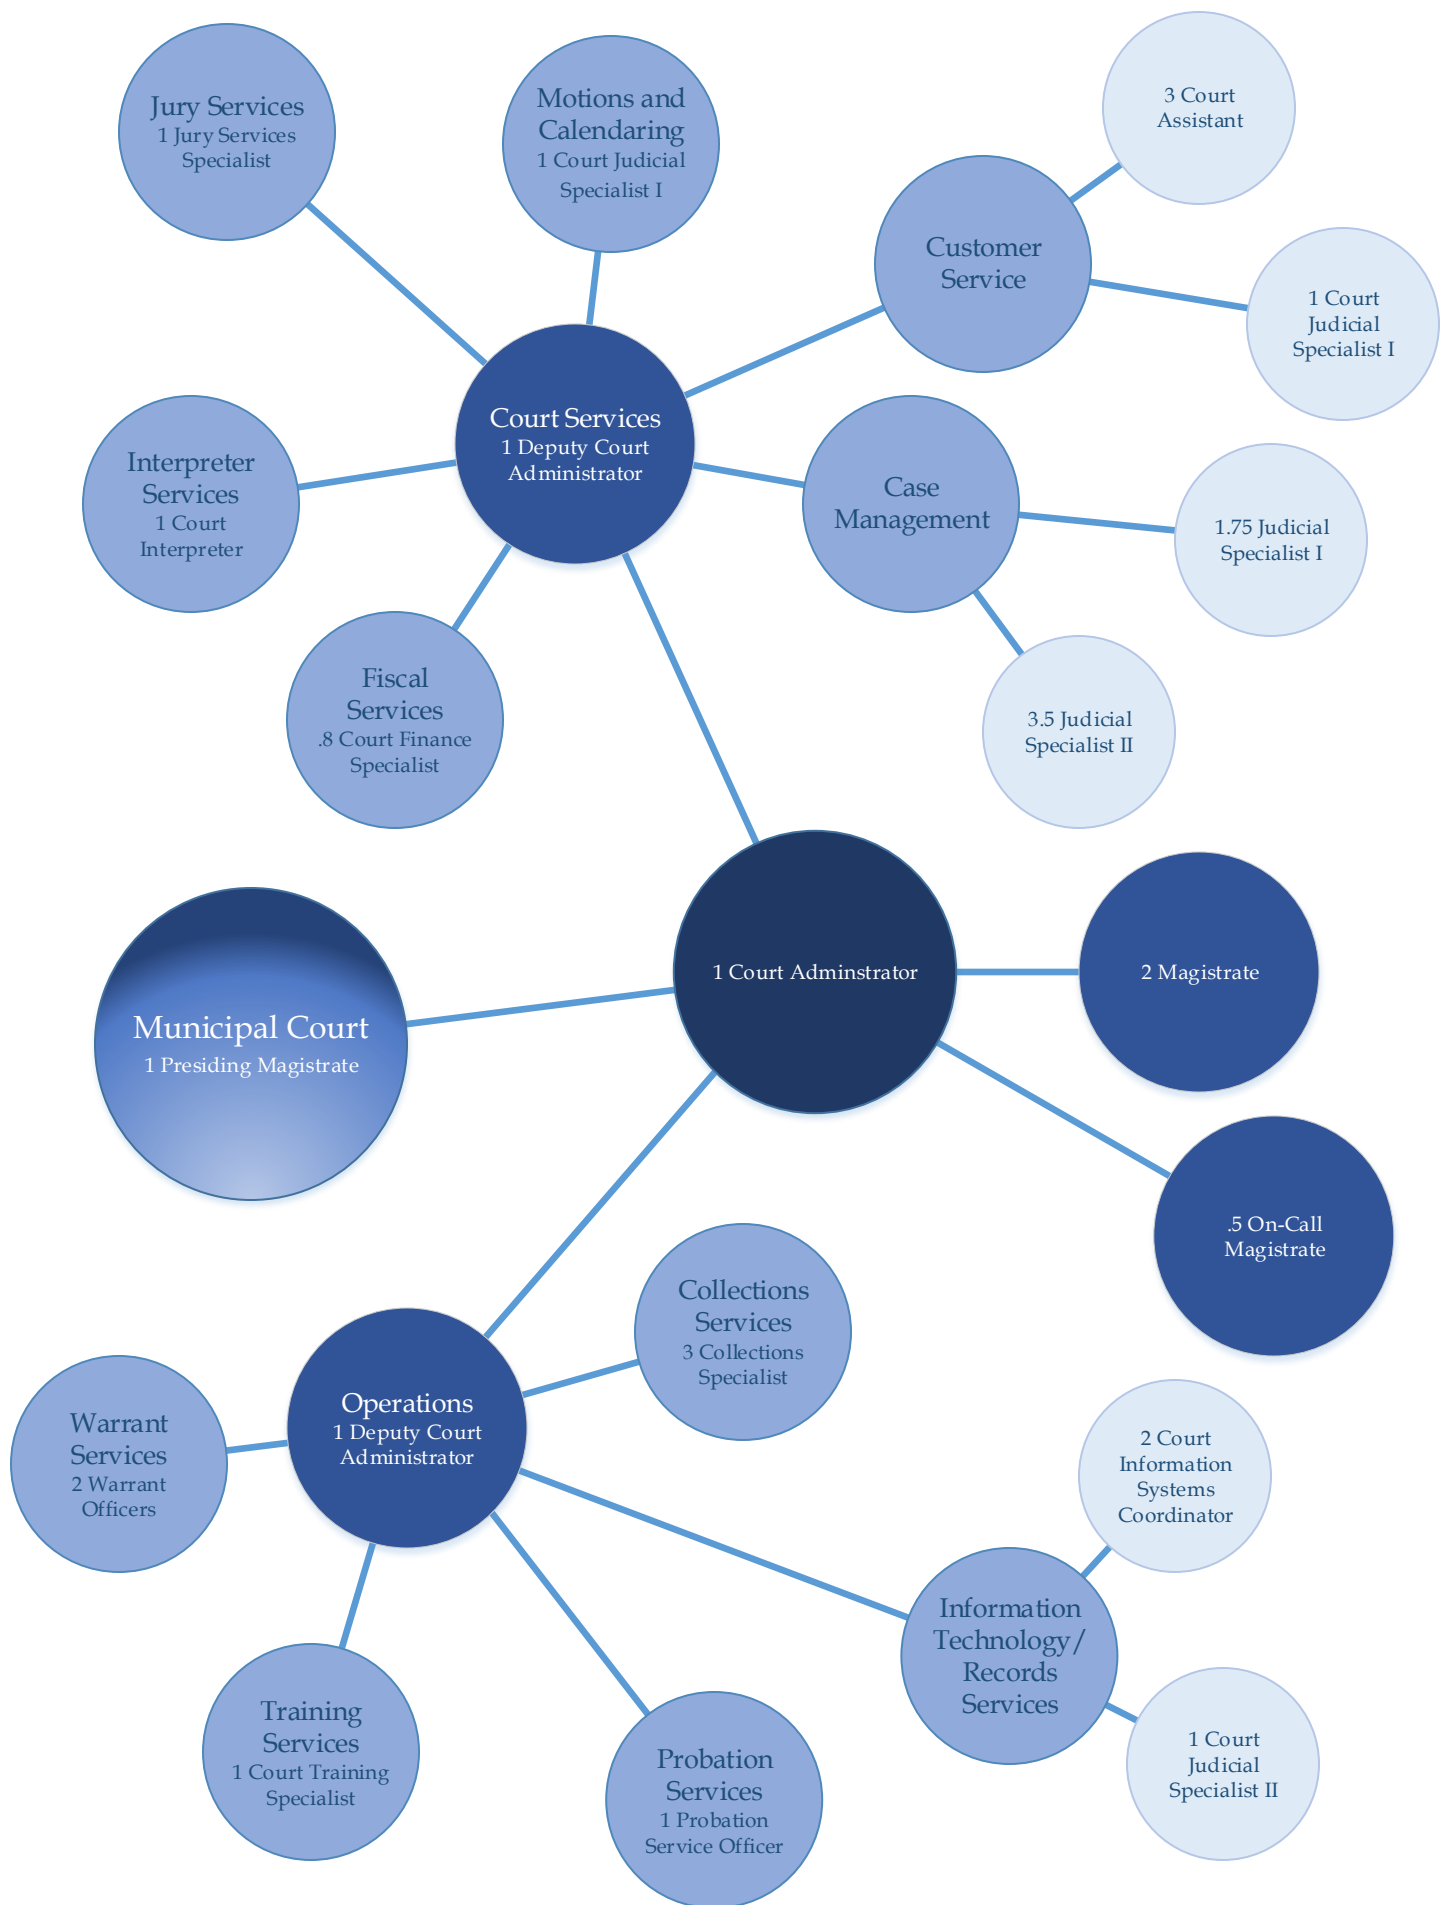 Jury Services
1 Jury Services
Specialist
Motions and
Calendaring
1 Court Judicial
Specialist I
3 Court
Assistant
Customer
Service
1 Court
Judicial
Specialist I
Court Services
1 Deputy Court
Administrator
Interpreter
Services
1 Court
Interpreter
Case
Management
1.75 Judicial
Specialist I
Fiscal
Services
.8 Court Finance
Specialist
3.5 Judicial
Specialist II
1 Court Adminstrator
2 Magistrate
Municipal Court
1 Presiding Magistrate
.5 On-Call
Magistrate
Collections
Services
3 Collections
Specialist
Operations
1 Deputy Court
Administrator
Warrant
Services
2 Warrant
Officers
2 Court
Information
Systems
Coordinator
Information
Technology/
Records
Services
Training
Services
1 Court Training
Specialist
Probation
Services
1 Probation
Service Officer
1 Court
Judicial
Specialist II